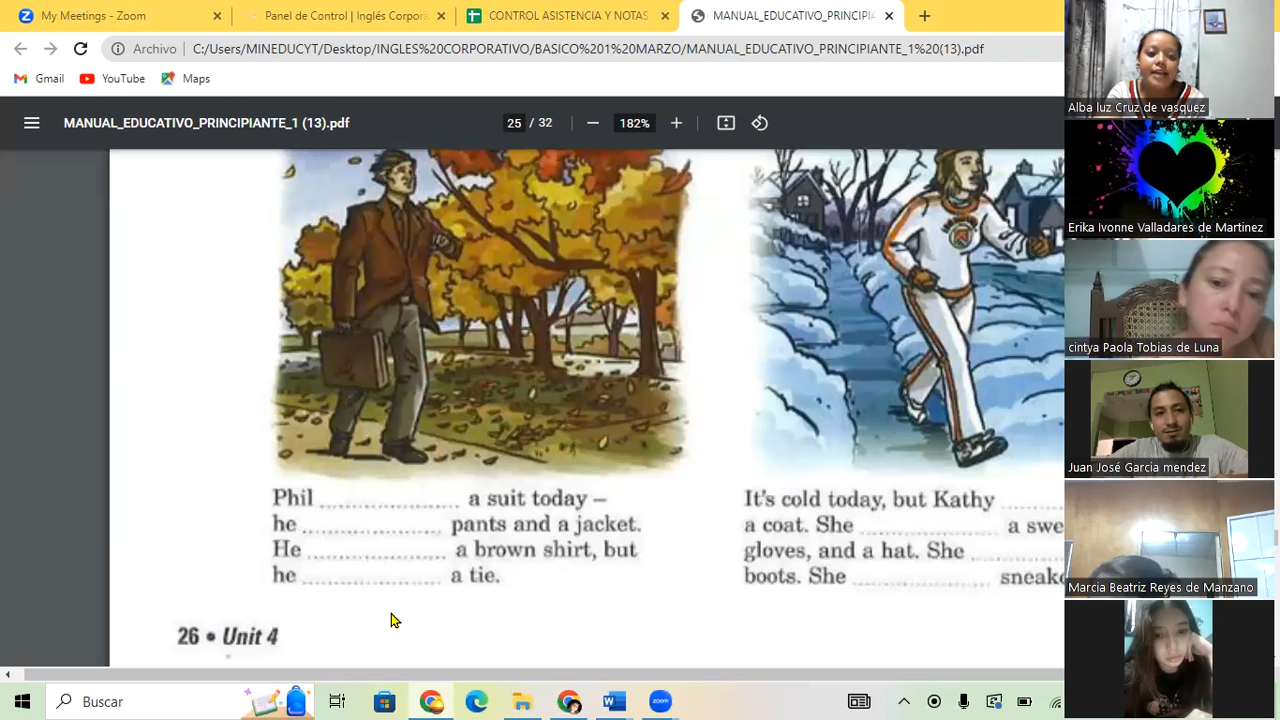 My Meetings - Zoom
Panel de Control | Inglés Corpora
CONTROL ASISTENCIA Y NOTAS
MANUAL_EDUCATIVO_PRINCIPIA
Archivo
C:/Users/MINEDUCYT/Desktop/INGLES%20CORPORATIVO/BASICO%201%20MARZO/MANUAL_EDUCATIVO_PRINCIPIANTE_1%20(13).pdf
Gmail
YouTube
Maps
MANUAL_EDUCATIVO_PRINCIPIANTE_1 (13).pdf
25 / 32
182%
Phil .......................... a suit today –
he .......................... pants and a jacket.
He .......................... a brown shirt, but
he .......................... a tie.
It's cold today, but Kathy ............
a coat. She .......................... a swe
gloves, and a hat. She .................
boots. She .......................... sneake
26 • Unit 4
Alba luz Cruz de vasquez
Erika Ivonne Valladares de Martinez
cintya Paola Tobias de Luna
Juan José Garcia mendez
Marcia Beatriz Reyes de Manzano
Buscar
zoom